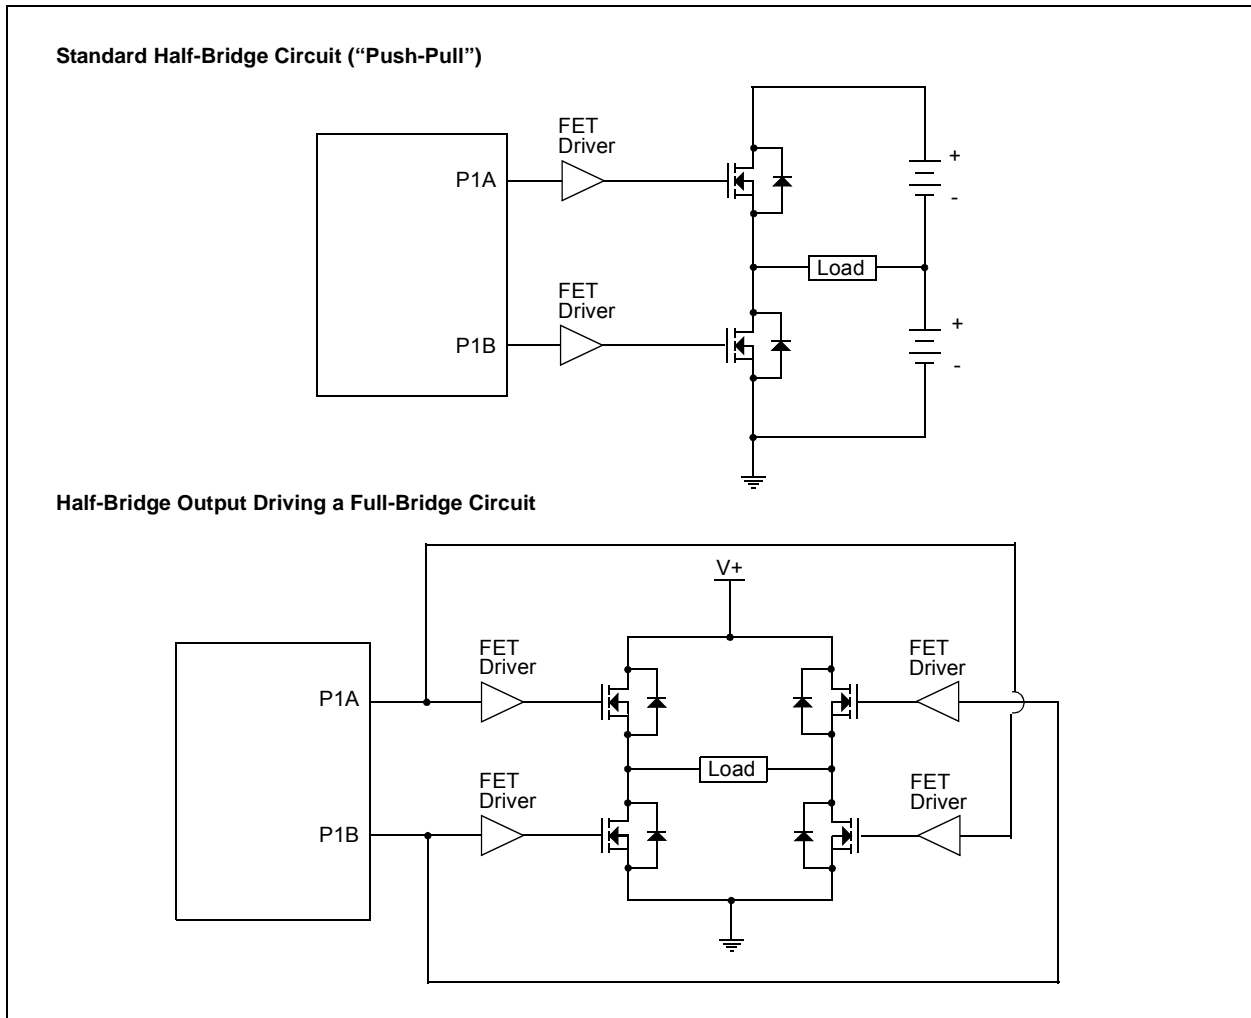 Standard Half-Bridge Circuit (“Push-Pull”)
FET
Driver
P1A
+
-
Load
FET
Driver
P1B
+
-
Half-Bridge Output Driving a Full-Bridge Circuit
V+
FET
Driver
FET
Driver
P1A
Load
FET
Driver
FET
Driver
P1B